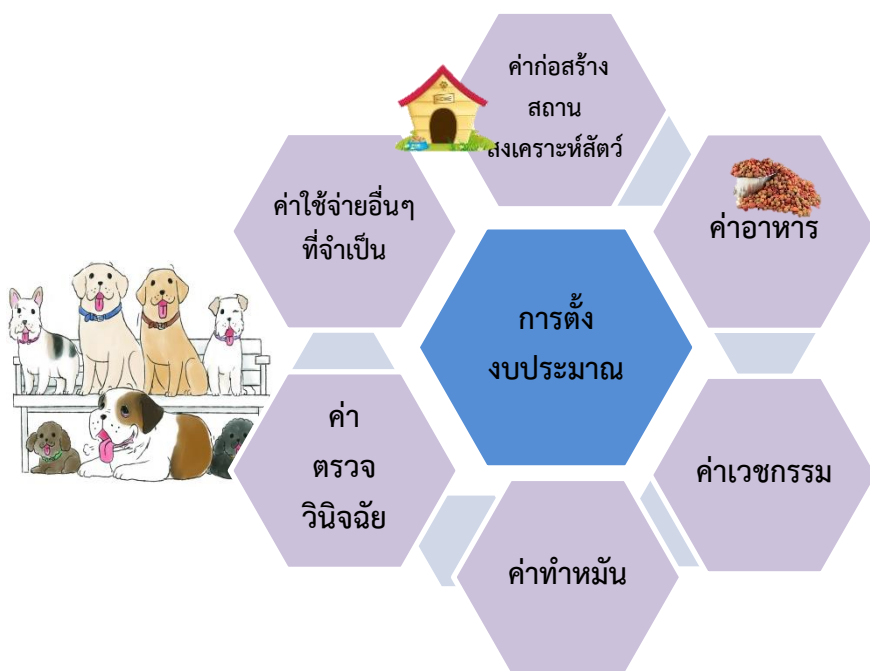 ค่าก่อสร้าง
สถาน
สงเคราะห์สัตว์
ค่าอาหาร
ค่าเวชกรรม
ค่าทำหมัน
ค่า
ตรวจ
วินิจฉัย
ค่าใช้จ่ายอื่นๆ
ที่จำเป็น
การตั้ง
งบประมาณ
HOME